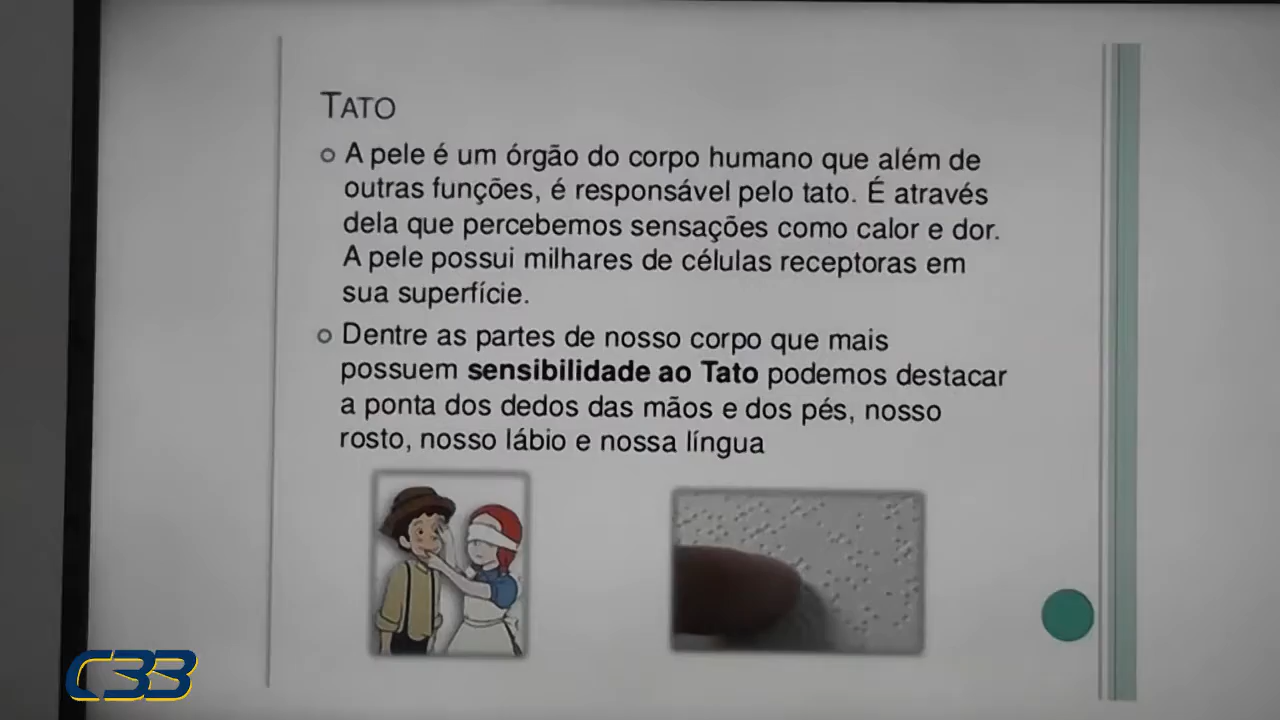 TATO
A pele é um órgão do corpo humano que além de
outras funções, é responsável pelo tato. É através
dela que percebemos sensações como calor e dor.
A pele possui milhares de células receptoras em
sua superfície.
Dentre as partes de nosso corpo que mais
possuem sensibilidade ao Tato podemos destacar
a ponta dos dedos das mãos e dos pés, nosso
rosto, nosso lábio e nossa língua
C33